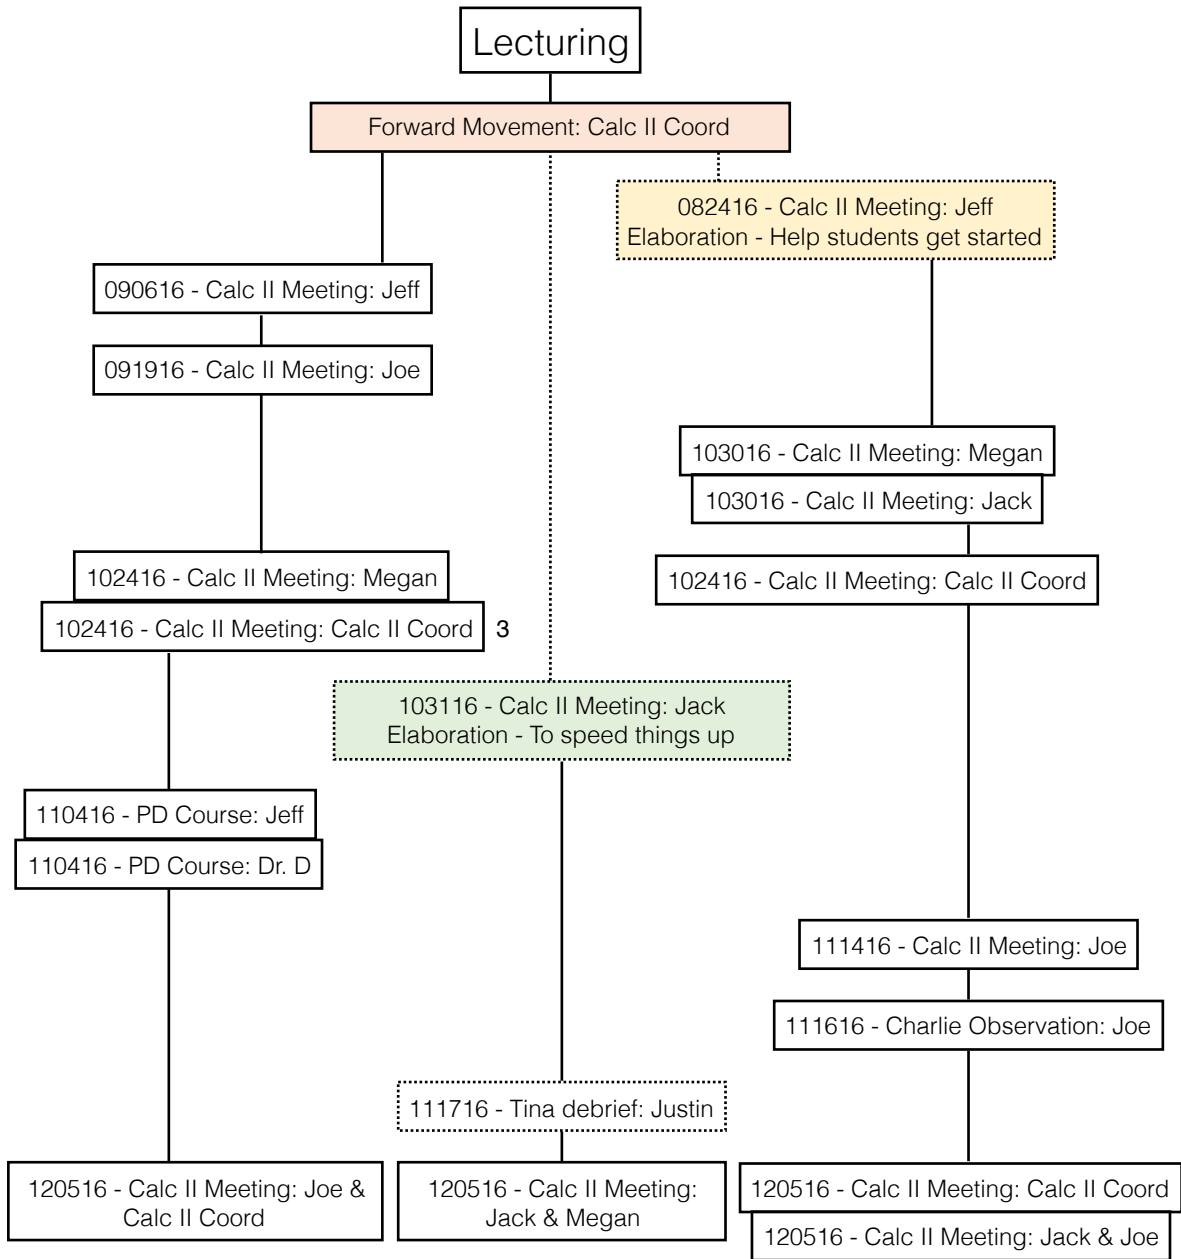 Lecturing
Forward Movement: Calc II Coord
082416 - Calc II Meeting: Jeff
Elaboration - Help students get started
090616 - Calc II Meeting: Jeff
091916 - Calc II Meeting: Joe
103016 - Calc II Meeting: Megan
103016 - Calc II Meeting: Jack
102416 - Calc II Meeting: Megan
102416 - Calc II Meeting: Calc II Coord
102416 - Calc II Meeting: Calc II Coord 3
103116 - Calc II Meeting: Jack
Elaboration - To speed things up
110416 - PD Course: Jeff
110416 - PD Course: Dr. D
111416 - Calc II Meeting: Joe
111616 - Charlie Observation: Joe
111716 - Tina debrief: Justin
120516 - Calc II Meeting: Joe &
Calc II Coord
120516 - Calc II Meeting:
Jack & Megan
120516 - Calc II Meeting: Calc II Coord
120516 - Calc II Meeting: Jack & Joe